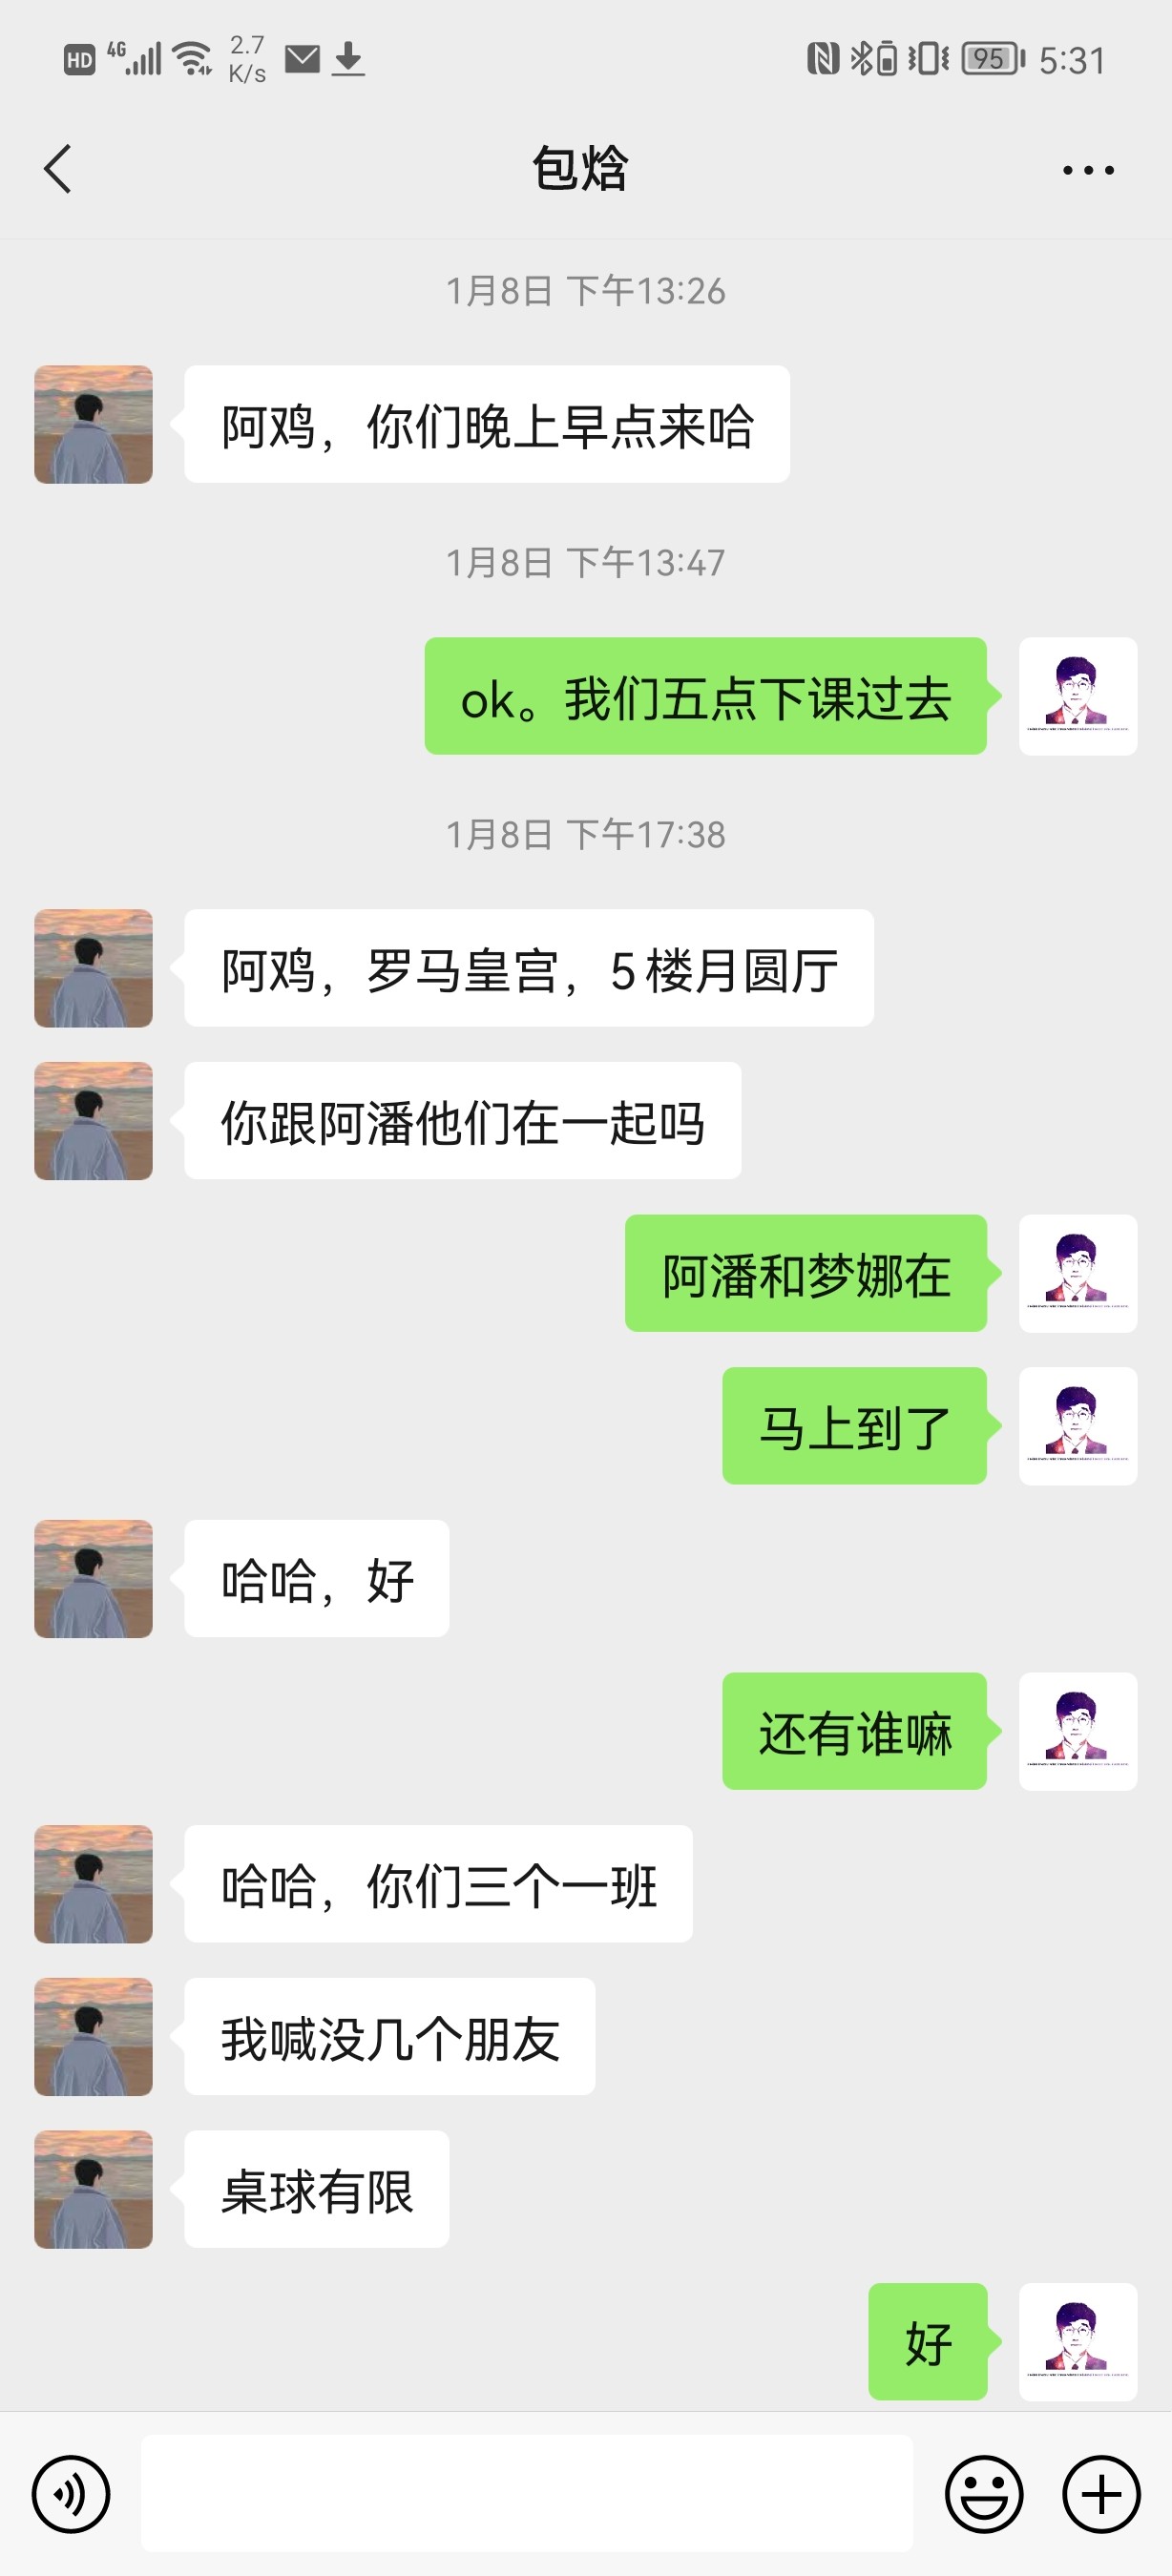 HD 4G 2.7 K/s 95 5:31
包焓
1月8日 下午13:26
阿鸡，你们晚上早点来哈
1月8日 下午13:47
ok。我们五点下课过去
1月8日 下午17:38
阿鸡，罗马皇宫，5楼月圆厅
你跟阿潘他们在一起吗
阿潘和梦娜在
马上到了
哈哈，好
还有谁嘛
哈哈，你们三个一班
我喊没几个朋友
桌球有限
好